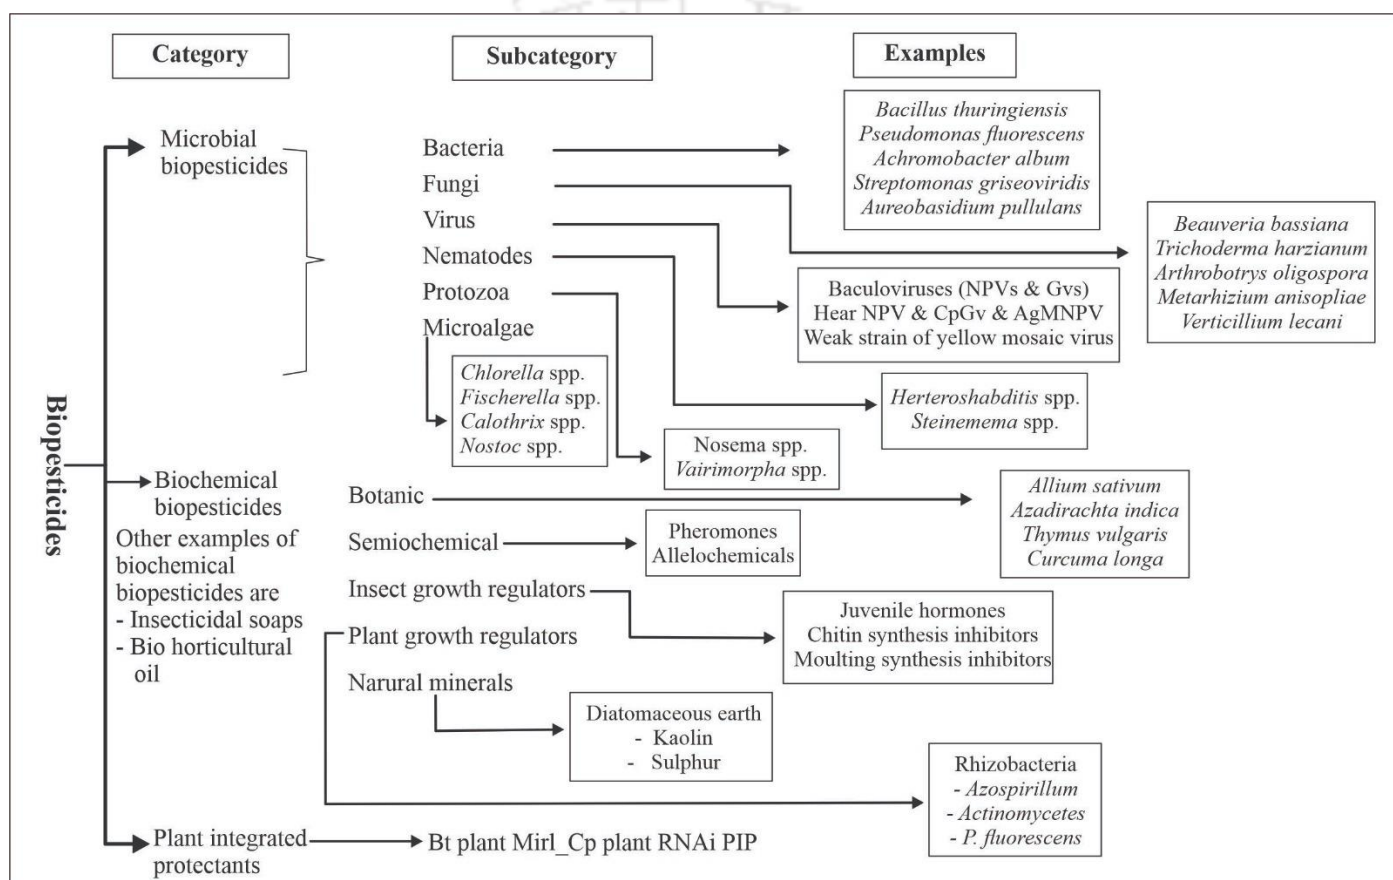 Category
Subcategory
Examples
Biopesticides
Microbial
biopesticides
Bacteria
Fungi
Virus
Nematodes
Protozoa
Microalgae
Bacillus thuringiensis
Pseudomonas fluorescens
Achromobacter album
Streptomonas griseoviridis
Aureobasidium pullulans
Beauveria bassiana
Trichoderma harzianum
Arthrobotrys oligospora
Metarhizium anisopliae
Verticillium lecani
Baculoviruses (NPVs & Gvs)
Hear NPV & CpGv & AgMNPV
Weak strain of yellow mosaic virus
Herteroshabditis spp.
Steinemema spp.
Nosema spp.
Vairimorpha spp.
Chlorella spp.
Fischerella spp.
Calothrix spp.
Nostoc spp.
Biochemical
biopesticides
Other examples of
biochemical
biopesticides are
- Insecticidal soaps
- Bio horticultural
oil
Botanic
Semiochemical
Insect growth regulators
Plant growth regulators
Narural minerals
Allium sativum
Azadirachta indica
Thymus vulgaris
Curcuma longa
Pheromones
Allelochemicals
Juvenile hormones
Chitin synthesis inhibitors
Moulting synthesis inhibitors
Diatomaceous earth
- Kaolin
- Sulphur
Rhizobacteria
- Azospirillum
- Actinomycetes
- P. fluorescens
Plant integrated
protectants
Bt plant Mirl_Cp plant RNAi PIP